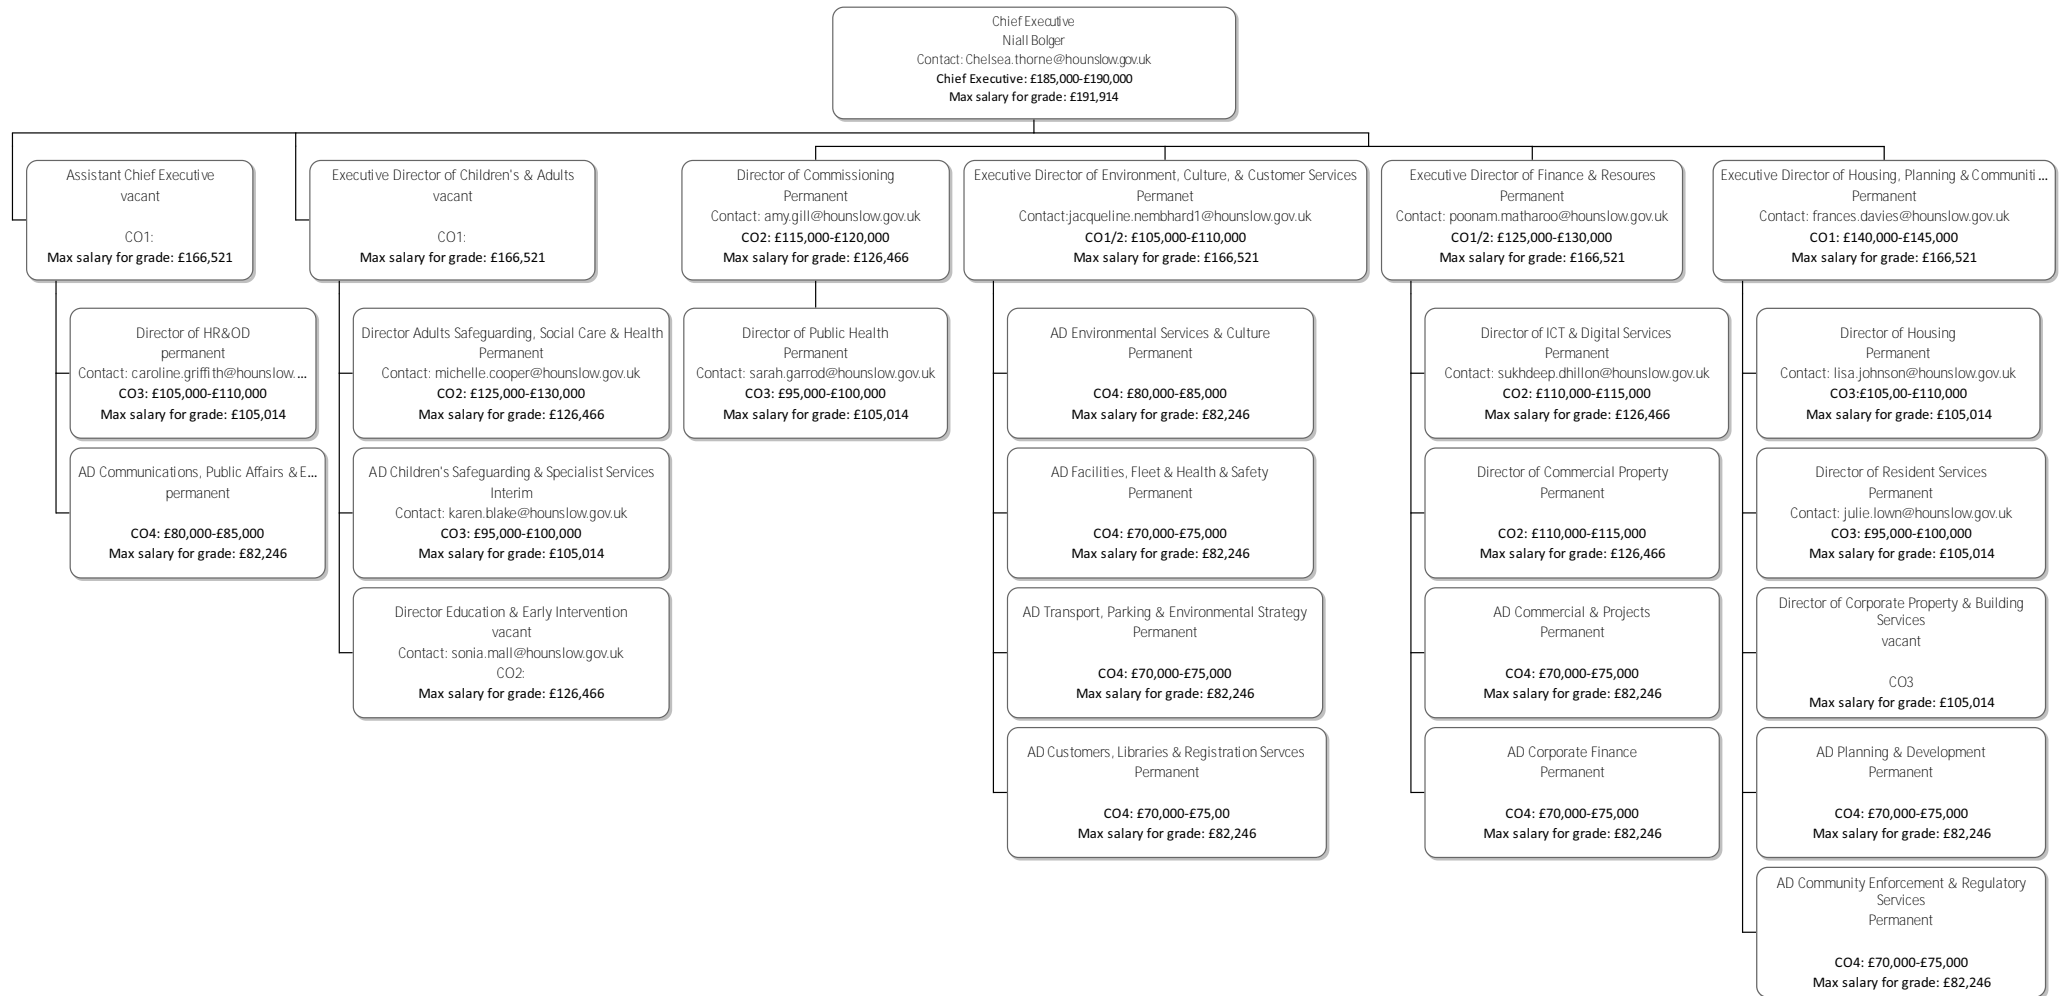 Chief Executive
Niall Bolger
Contact: Chelsea.thorne@hounslow.gov.uk
Chief Executive: £185,000-£190,000
Max salary for grade: £191,914
Assistant Chief Executive
vacant
CO1:
Max salary for grade: £166,521
Director of HR&OD
permanent
Contact: caroline.griffith@hounslow....
CO3: £105,000-£110,000
Max salary for grade: £105,014
AD Communications, Public Affairs & E...
permanent
CO4: £80,000-£85,000
Max salary for grade: £82,246
Executive Director of Children's & Adults
vacant
CO1:
Max salary for grade: £166,521
Director Adults Safeguarding, Social Care & Health
Permanent
Contact: michelle.cooper@hounslow.gov.uk
CO2: £125,000-£130,000
Max salary for grade: £126,466
AD Children's Safeguarding & Specialist Services
Interim
Contact: karen.blake@hounslow.gov.uk
CO3: £95,000-£100,000
Max salary for grade: £105,014
Director Education & Early Intervention
vacant
Contact: sonia.mall@hounslow.gov.uk
CO2:
Max salary for grade: £126,466
Director of Commissioning
Permanent
Contact: amy.gill@hounslow.gov.uk
CO2: £115,000-£120,000
Max salary for grade: £126,466
Director of Public Health
Permanent
Contact: sarah.garrod@hounslow.gov.uk
CO3: £95,000-£100,000
Max salary for grade: £105,014
Executive Director of Environment, Culture, & Customer Services
Permanet
Contact:jacqueline.nembhard1@hounslow.gov.uk
CO1/2: £105,000-£110,000
Max salary for grade: £166,521
AD Environmental Services & Culture
Permanent
CO4: £80,000-£85,000
Max salary for grade: £82,246
AD Facilities, Fleet & Health & Safety
Permanent
CO4: £70,000-£75,000
Max salary for grade: £82,246
AD Transport, Parking & Environmental Strategy
Permanent
CO4: £70,000-£75,000
Max salary for grade: £82,246
AD Customers, Libraries & Registration Servces
Permanent
CO4: £70,000-£75,00
Max salary for grade: £82,246
Executive Director of Finance & Resoures
Permanent
Contact: poonam.matharoo@hounslow.gov.uk
CO1/2: £125,000-£130,000
Max salary for grade: £166,521
Director of ICT & Digital Services
Permanent
Contact: sukhdeep.dhillon@hounslow.gov.uk
CO2: £110,000-£115,000
Max salary for grade: £126,466
Director of Commercial Property
Permanent
CO2: £110,000-£115,000
Max salary for grade: £126,466
AD Commercial & Projects
Permanent
CO4: £70,000-£75,000
Max salary for grade: £82,246
AD Corporate Finance
Permanent
CO4: £70,000-£75,000
Max salary for grade: £82,246
Executive Director of Housing, Planning & Communiti...
Permanent
Contact: frances.davies@hounslow.gov.uk
CO1: £140,000-£145,000
Max salary for grade: £166,521
Director of Housing
Permanent
Contact: lisa.johnson@hounslow.gov.uk
CO3:£105,00-£110,000
Max salary for grade: £105,014
Director of Resident Services
Permanent
Contact: julie.lown@hounslow.gov.uk
CO3: £95,000-£100,000
Max salary for grade: £105,014
Director of Corporate Property & Building
Services
vacant
CO3
Max salary for grade: £105,014
AD Planning & Development
Permanent
CO4: £70,000-£75,000
Max salary for grade: £82,246
AD Community Enforcement & Regulatory
Services
Permanent
CO4: £70,000-£75,000
Max salary for grade: £82,246